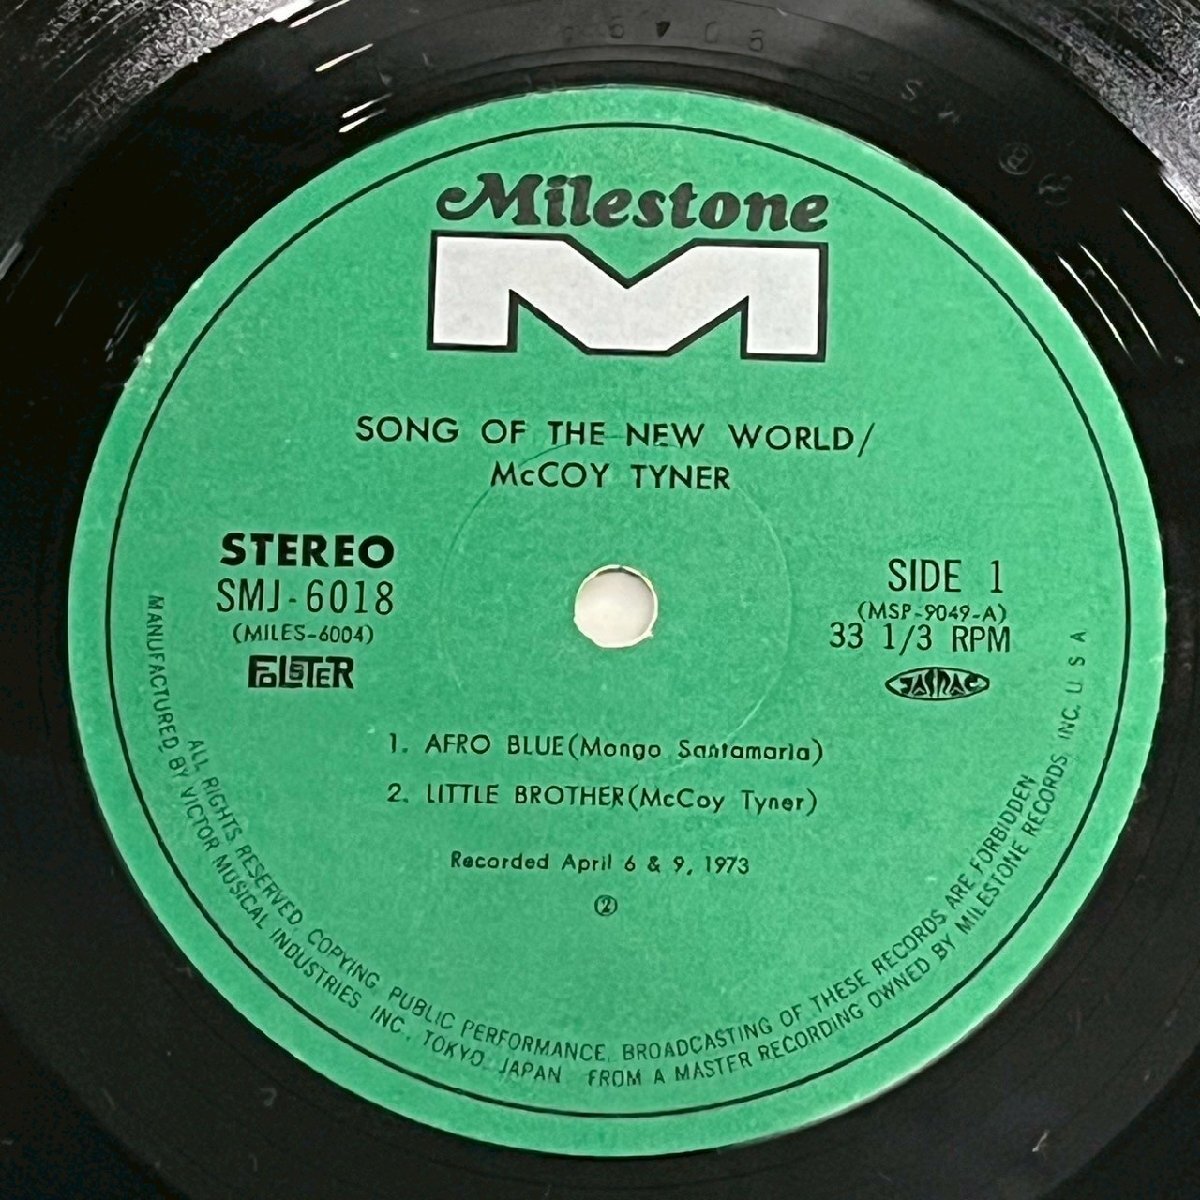 Milestone
M
SONG OF THE NEW WORLD/
McCOY TYNER
STEREO
SMJ-6018
(MILES-6004)
SIDE 1
(MSP-9049-A)
33 1/3 RPM
JASRAC
1. AFRO BLUE(Mongo Santamaria)
2. LITTLE BROTHER(McCoy Tyner)
Recorded April 6 & 9, 1973
②
ALL RIGHTS RESERVED, COPYING, PUBLIC PERFORMANCE, BROADCASTING OF THESE RECORDS ARE FORBIDDEN
MANUFACTURED BY VICTOR MUSICAL INDUSTRIES INC., TOKYO, JAPAN FROM A MASTER RECORDING OWNED BY MILESTONE RECORDS INC. U S A